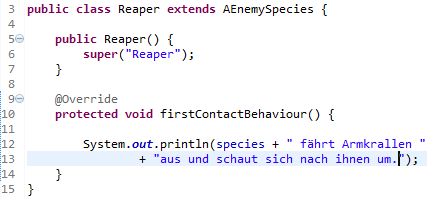 3 public class Reaper extends AEnemySpecies {
4
5 public Reaper() {
6 super("Reaper");
7 }
8
9 @Override
10 protected void firstContactBehaviour() {
11
12 System.out.println(species + " fährt Armkrallen "
13 + "aus und schaut sich nach ihnen um.");
14 }
15 }